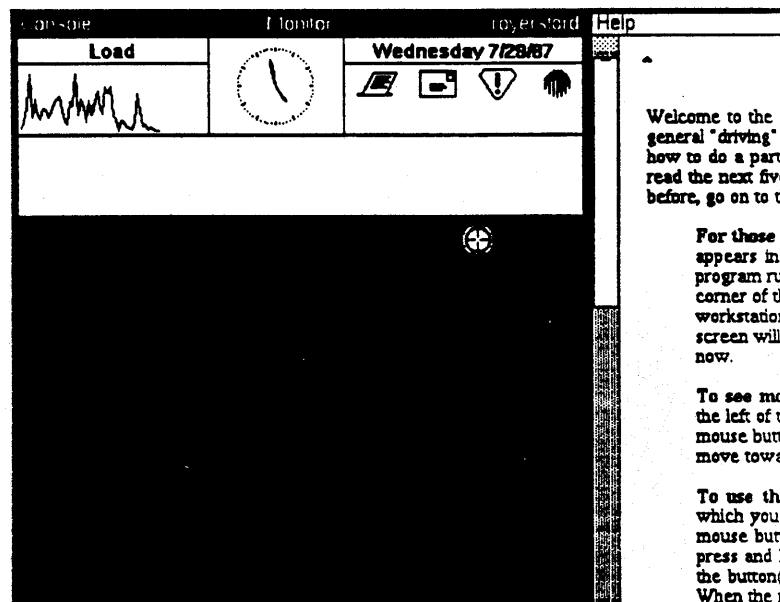 Console Monitor royersford Help
Load
Wednesday 7/29/87
Welcome to the
general "driving"
how to do a part
read the next five
before, go on to t
For those
appears in
program ru
corner of th
workstation
screen will
now.
To see mo
the left of t
mouse butt
move towa
To use th
which you
mouse but
press and
the button
When the